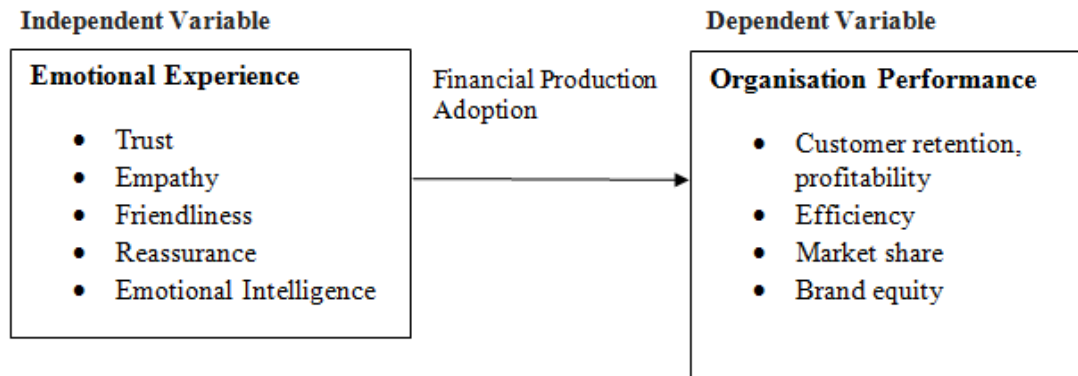 Independent Variable
Dependent Variable
Emotional Experience
• Trust
• Empathy
• Friendliness
• Reassurance
• Emotional Intelligence
Financial Production
Adoption
Organisation Performance
• Customer retention,
profitability
• Efficiency
• Market share
• Brand equity